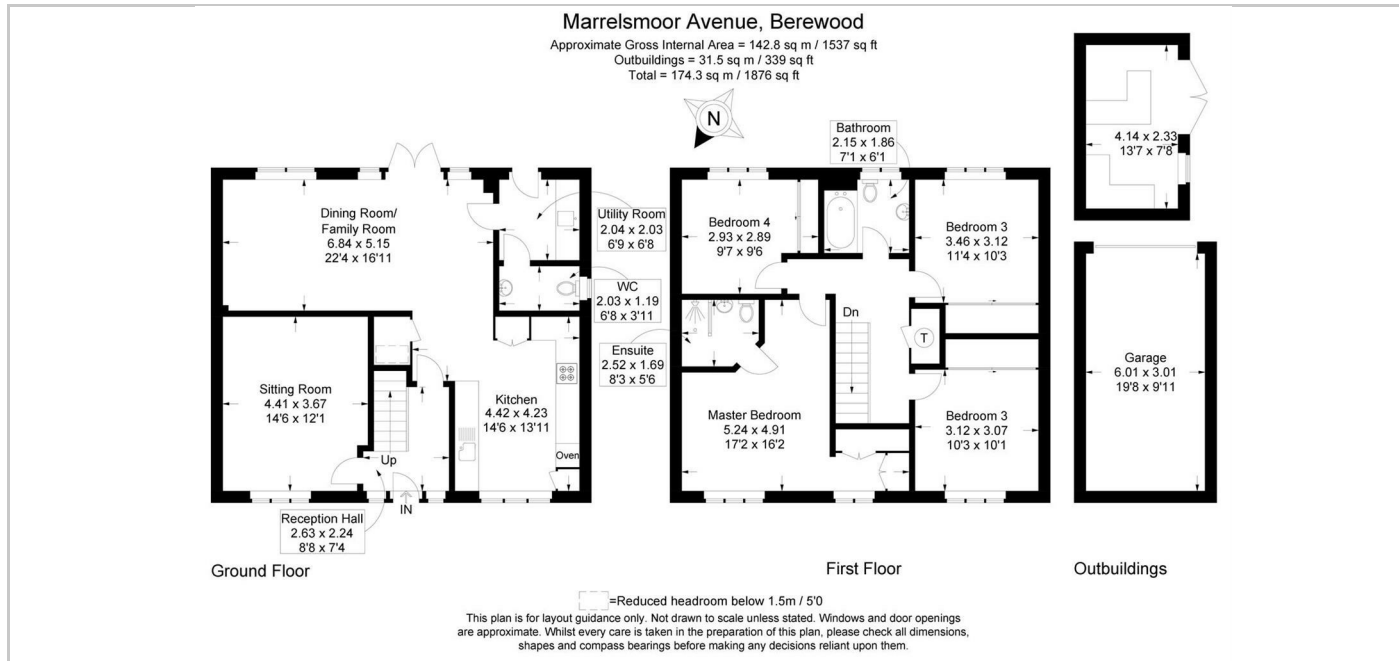 Marrelsmoor Avenue, Berewood
Approximate Gross Internal Area = 142.8 sq m / 1537 sq ft
Outbuildings = 31.5 sq m / 339 sq ft
Total = 174.3 sq m / 1876 sq ft
N
Dining Room/
Family Room
6.84 x 5.15
22'4 x 16'11
Utility Room
2.04 x 2.03
6'9 x 6'8
WC
2.03 x 1.19
6'8 x 3'11
Sitting Room
4.41 x 3.67
14'6 x 12'1
Kitchen
4.42 x 4.23
14'6 x 13'11
Oven
Up
IN
Reception Hall
2.63 x 2.24
8'8 x 7'4
Ground Floor
Bathroom
2.15 x 1.86
7'1 x 6'1
Bedroom 4
2.93 x 2.89
9'7 x 9'6
Bedroom 3
3.46 x 3.12
11'4 x 10'3
Ensuite
2.52 x 1.69
8'3 x 5'6
Dn
T
Master Bedroom
5.24 x 4.91
17'2 x 16'2
Bedroom 3
3.12 x 3.07
10'3 x 10'1
First Floor
4.14 x 2.33
13'7 x 7'8
Garage
6.01 x 3.01
19'8 x 9'11
Outbuildings
=Reduced headroom below 1.5m / 5'0
This plan is for layout guidance only. Not drawn to scale unless stated. Windows and door openings
are approximate. Whilst every care is taken in the preparation of this plan, please check all dimensions,
shapes and compass bearings before making any decisions reliant upon them.